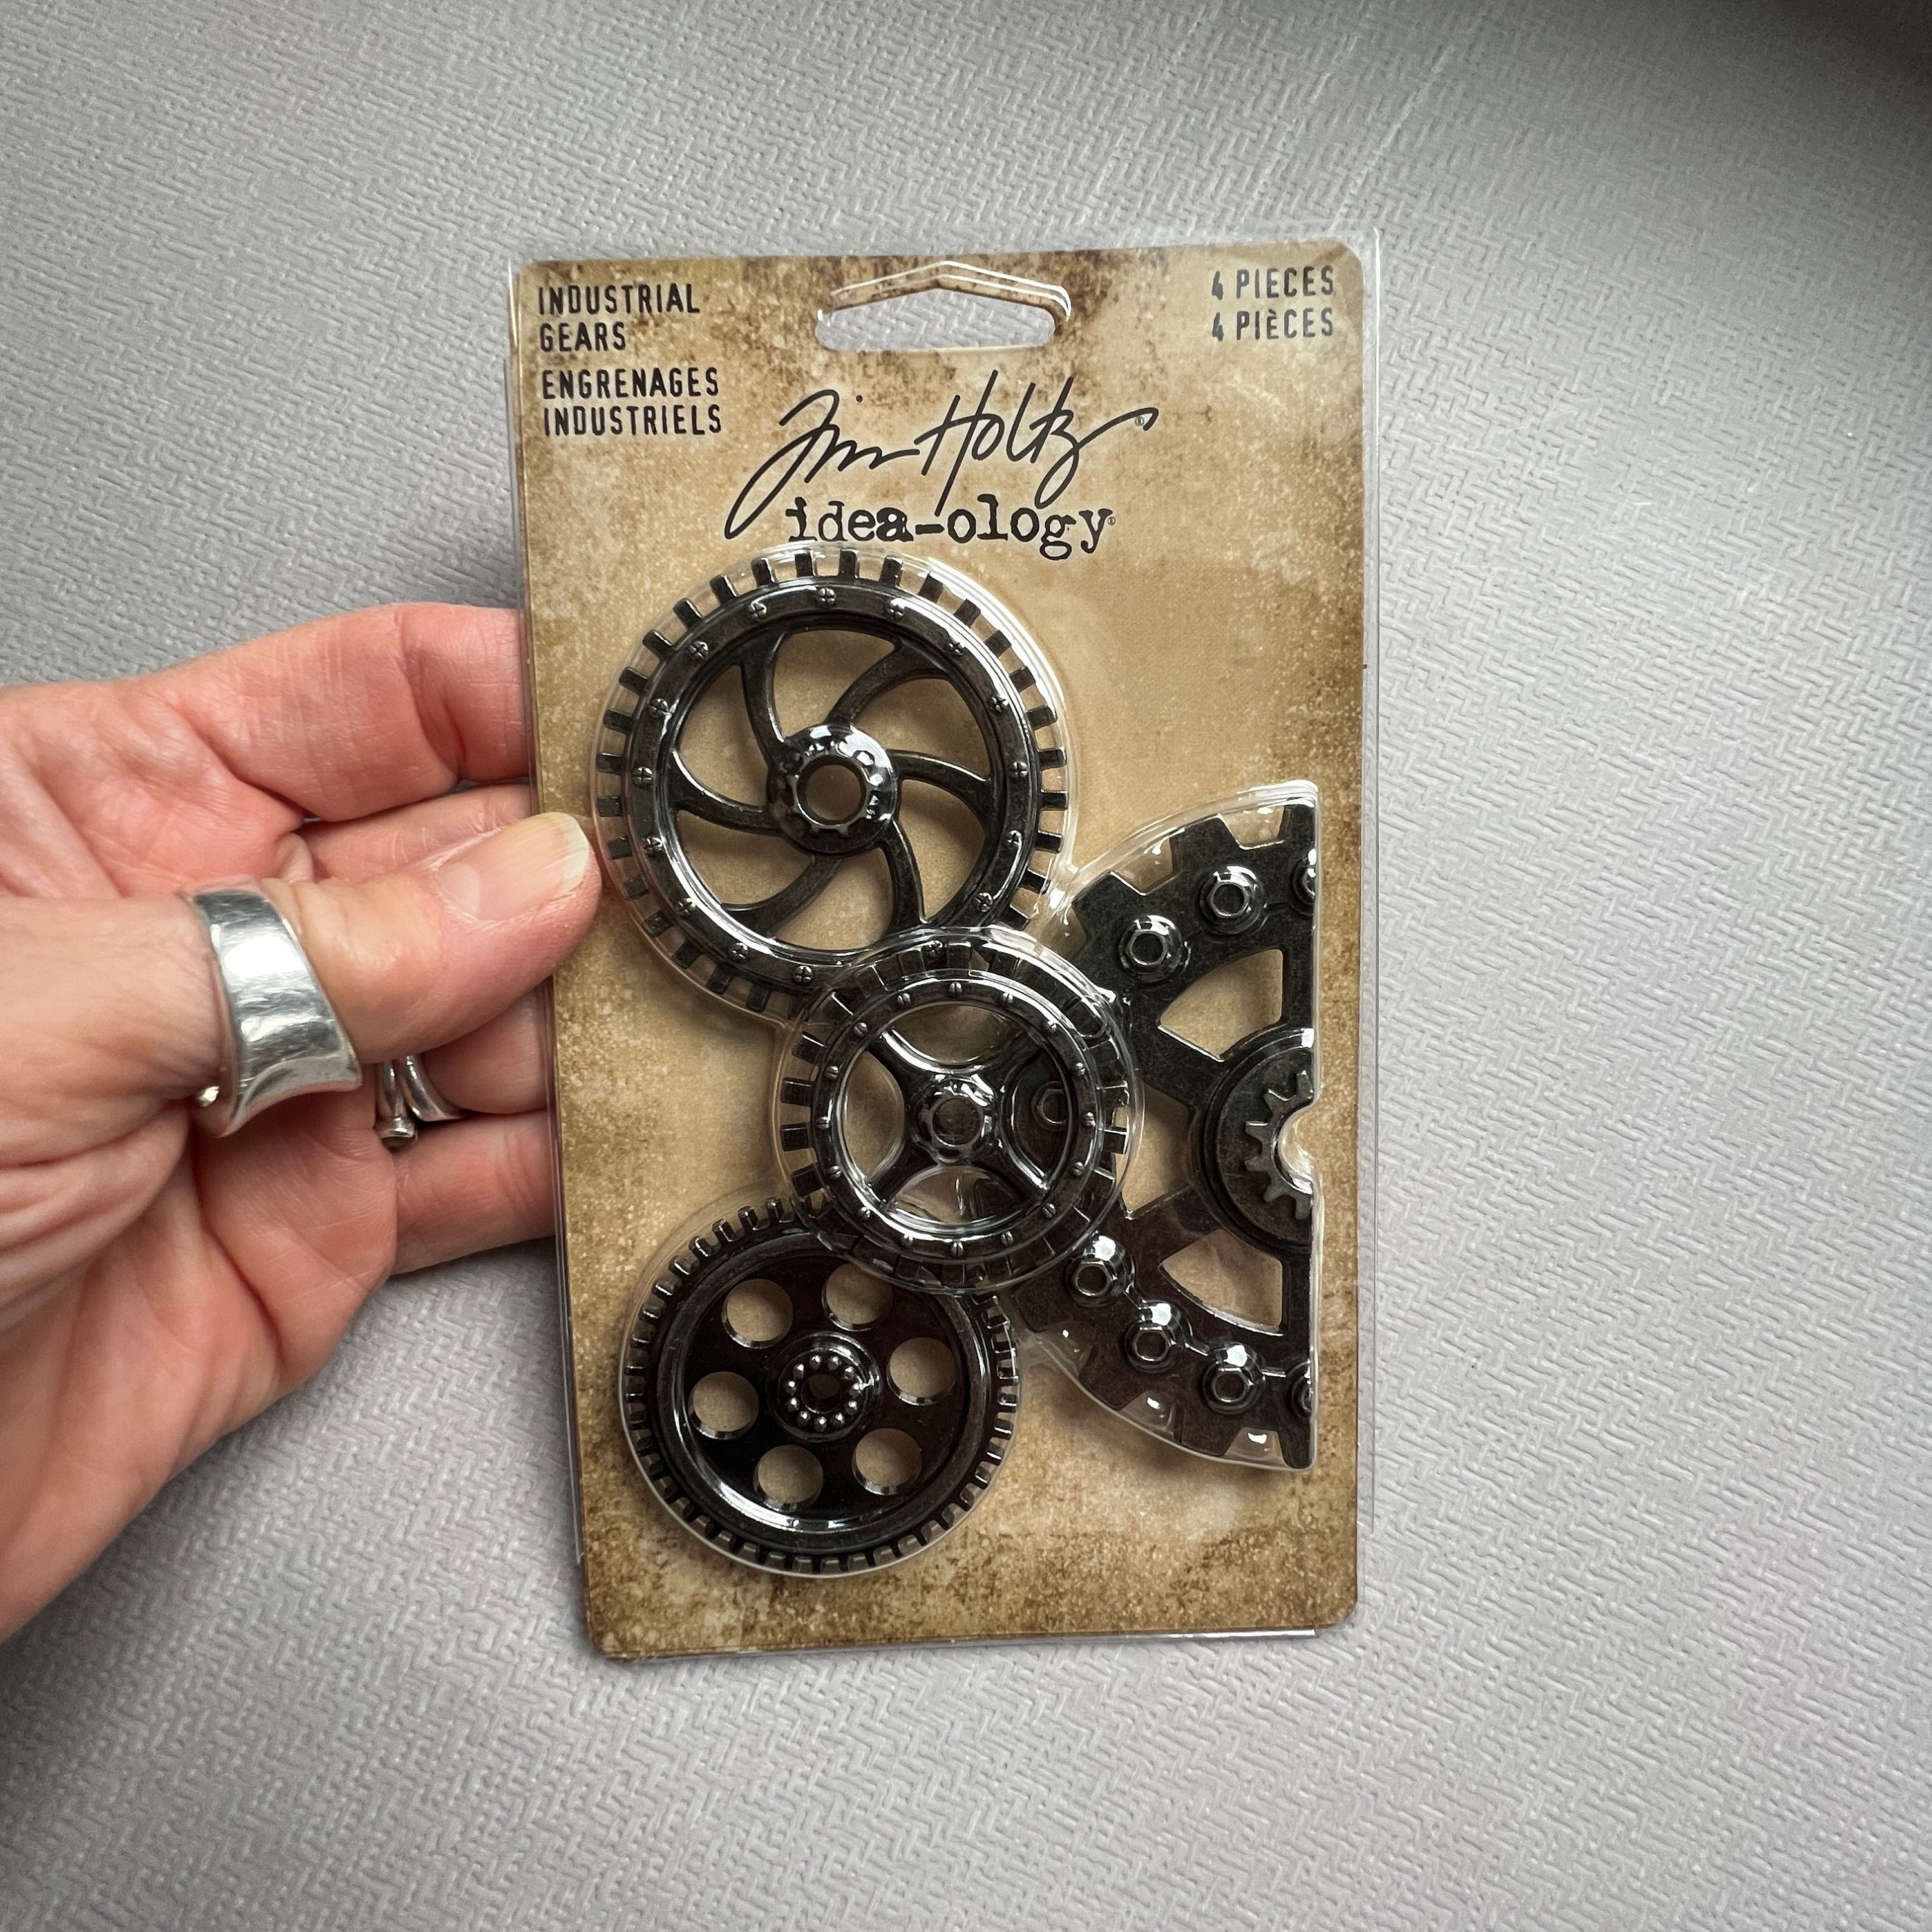 INDUSTRIAL
GEARS
ENGRENAGES
INDUSTRIELS
4 PIECES
4 PIÈCES
Tim Holtz®
idea-ology®